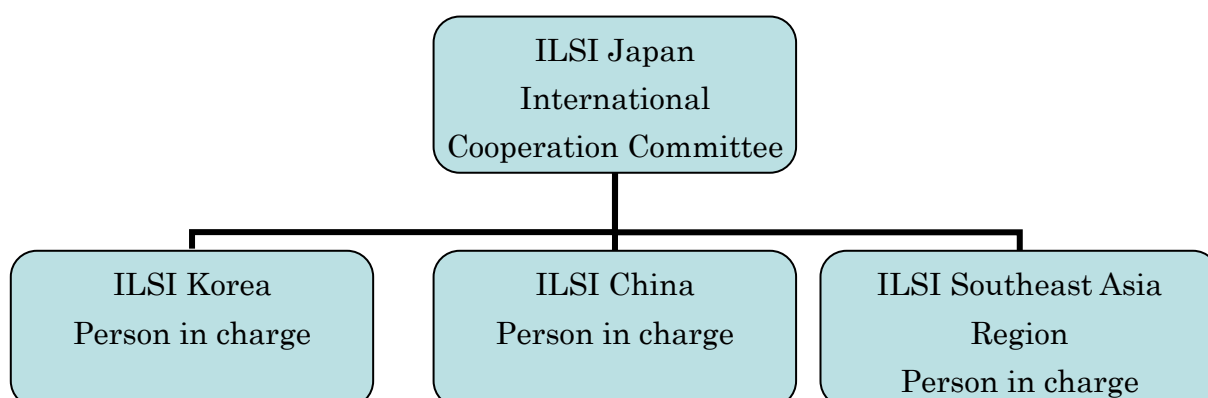 ILSI Japan
International
Cooperation Committee
ILSI Korea
Person in charge
ILSI China
Person in charge
ILSI Southeast Asia
Region
Person in charge